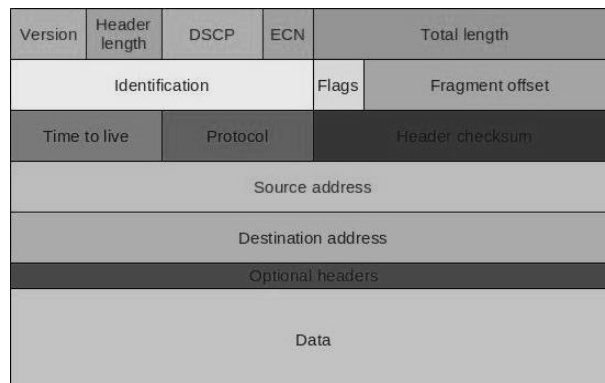 Version Header length DSCP ECN Total length
Identification Flags Fragment offset
Time to live Protocol Header checksum
Source address
Destination address
Optional headers
Data